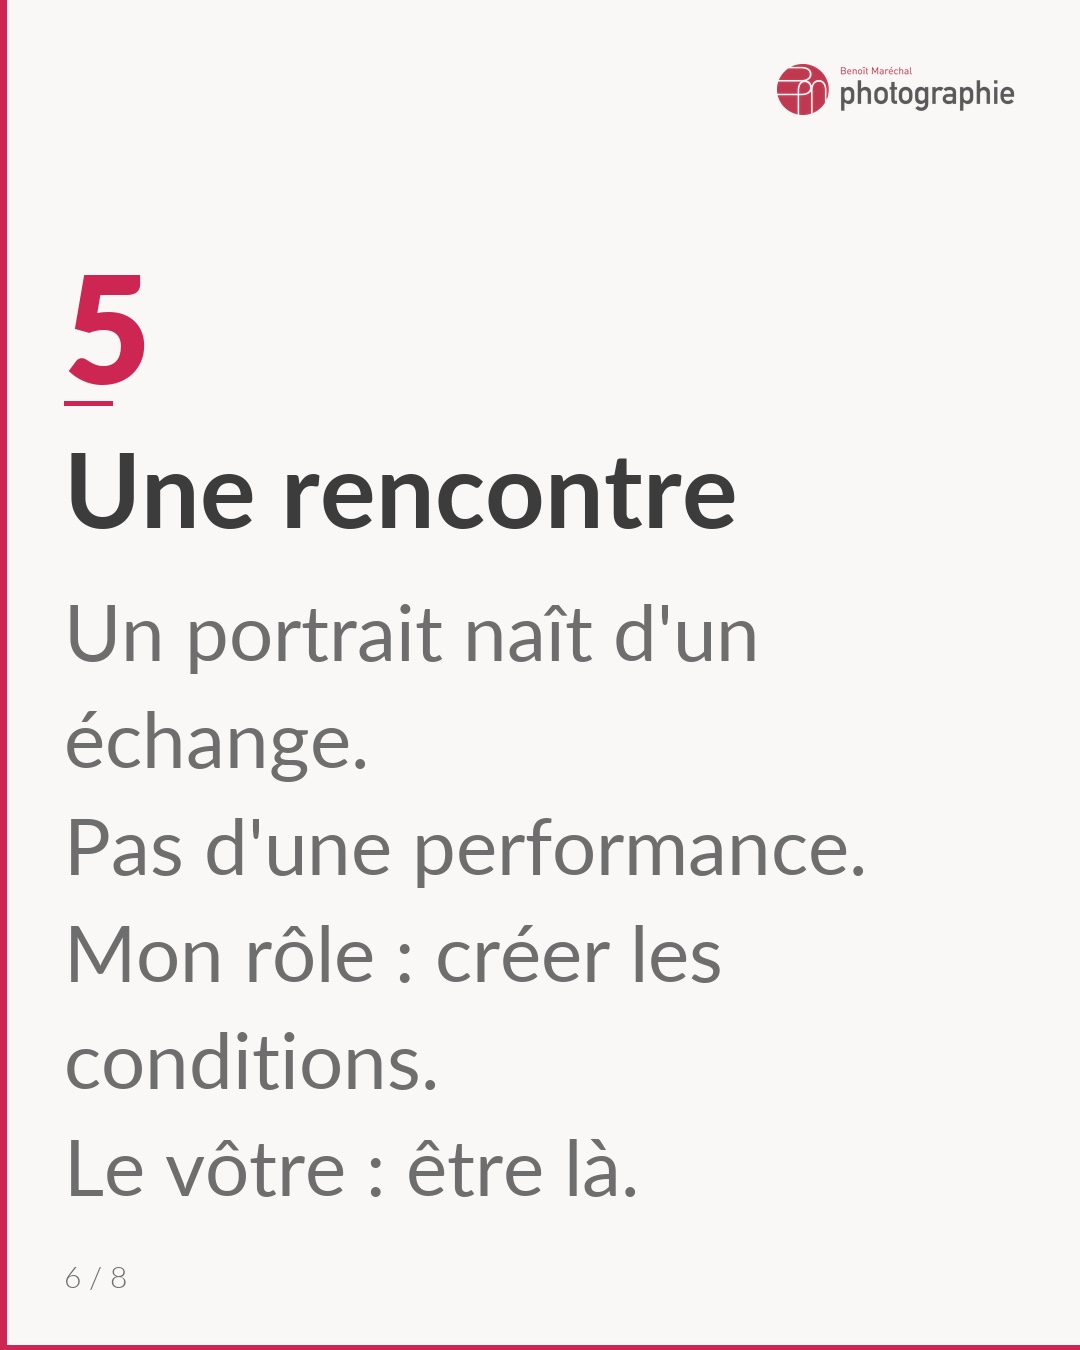 Benoît Maréchal
photographie
5
Une rencontre
Un portrait naît d'un
échange.
Pas d'une performance.
Mon rôle : créer les
conditions.
Le vôtre : être là.
6 / 8